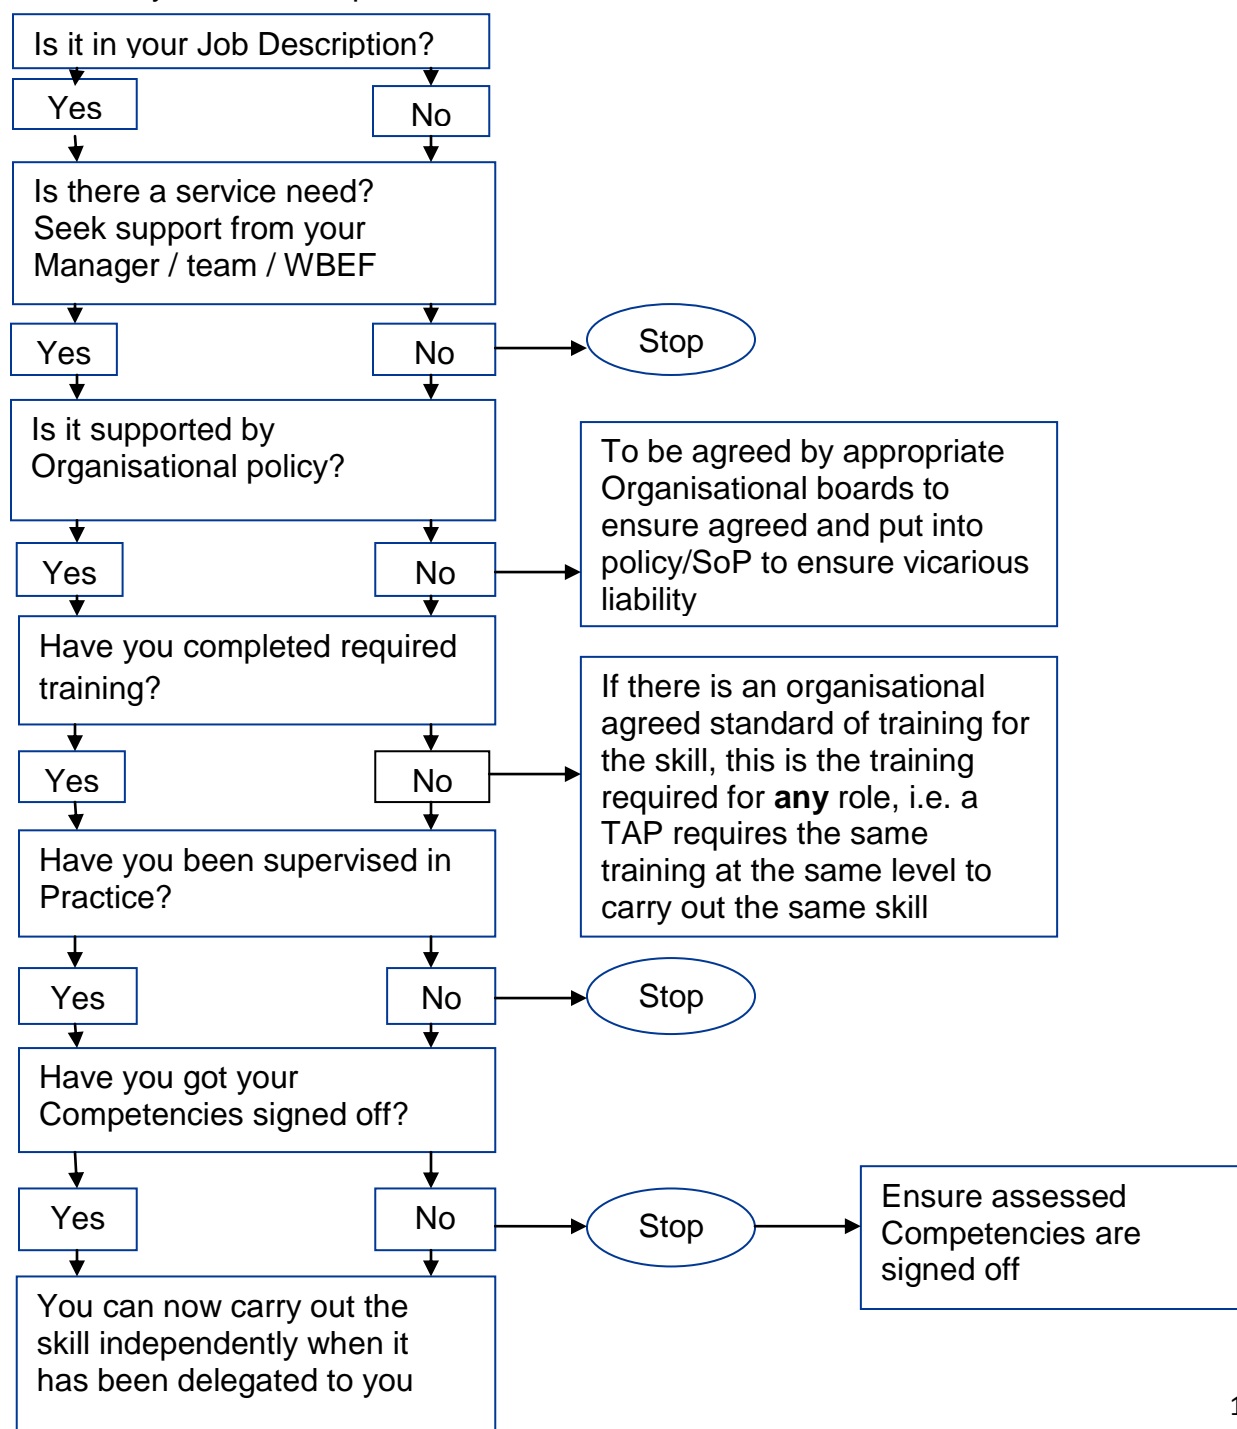 Is it in your Job Description?
Yes
No
Is there a service need?
Seek support from your
Manager / team / WBEF
Yes
No
Stop
Is it supported by
Organisational policy?
To be agreed by appropriate
Organisational boards to
ensure agreed and put into
policy/SoP to ensure vicarious
liability
Yes
No
Have you completed required
training?
If there is an organisational
agreed standard of training for
the skill, this is the training
required for any role, i.e. a
TAP requires the same
training at the same level to
carry out the same skill
Yes
No
Have you been supervised in
Practice?
Yes
No
Stop
Have you got your
Competencies signed off?
Yes
No
Stop
Ensure assessed
Competencies are
signed off
You can now carry out the
skill independently when it
has been delegated to you